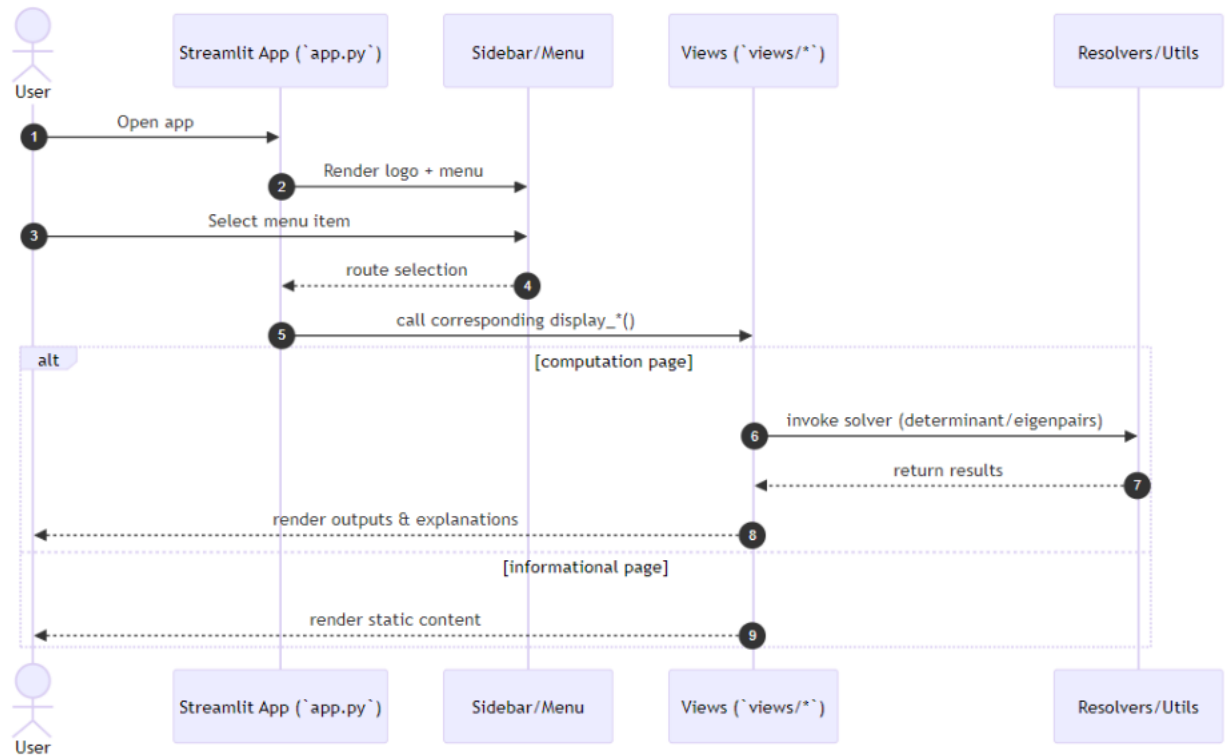 Streamlit App (`app.py`)
Sidebar/Menu
Views (`views/*`)
Resolvers/Utils
User
Open app
1
Render logo + menu
2
Select menu item
3
route selection
4
call corresponding display_*()
5
alt
[computation page]
invoke solver (determinant/eigenpairs)
6
return results
7
render outputs & explanations
8
[informational page]
render static content
9
Streamlit App (`app.py`)
Sidebar/Menu
Views (`views/*`)
Resolvers/Utils
User